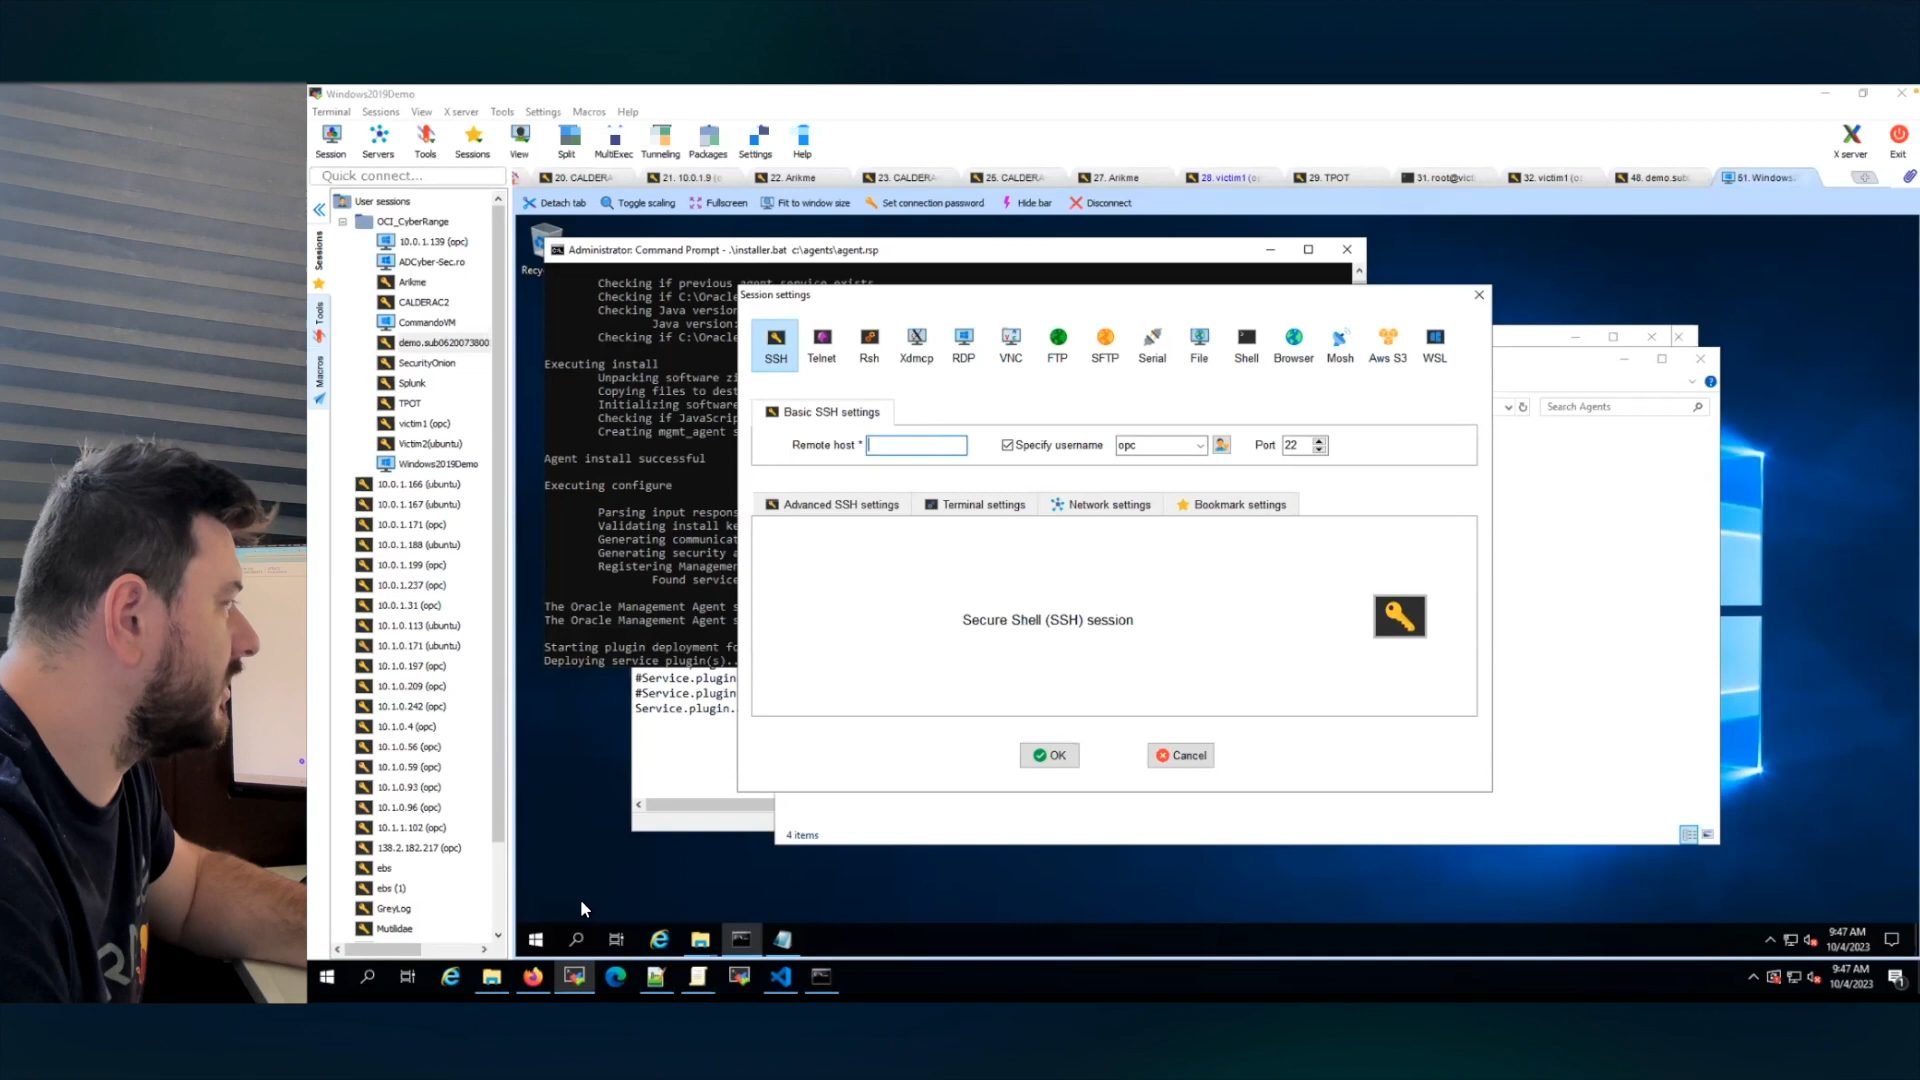 Windows2019Demo
Terminal Sessions View X server Tools Settings Macros Help
Session Servers Tools Sessions View Split MultiExec Tunneling Packages Settings Help X server Exit
Quick connect...
20. CALDERA 21. 10.0.1.9 22. Arikme 23. CALDERA 26. CALDERA 27. Arikme 28. victim1 (o 29. TPOT 31. root@vict 32. victim1 (o 48. demo.sub 51. Windows
Detach tab Toggle scaling Fullscreen Fit to window size Set connection password Hide bar Disconnect
Sessions
Tools
Macros
User sessions
OCI_CyberRange
10.0.1.139 (opc)
ADCyber-Sec.ro
Arikme
CALDERAC2
CommandoVM
demo.sub0620073800
SecurityOnion
Splunk
TPOT
victim1 (opc)
Victim2(ubuntu)
Windows2019Demo
10.0.1.166 (ubuntu)
10.0.1.167 (ubuntu)
10.0.1.171 (opc)
10.0.1.188 (ubuntu)
10.0.1.199 (opc)
10.0.1.237 (opc)
10.0.1.31 (opc)
10.0.1.113 (ubuntu)
10.0.1.171 (ubuntu)
10.1.0.197 (opc)
10.1.0.209 (opc)
10.1.0.242 (opc)
10.1.0.4 (opc)
10.1.0.56 (opc)
10.1.0.59 (opc)
10.1.0.93 (opc)
10.1.0.96 (opc)
10.1.1.102 (opc)
138.2.182.217 (opc)
ebs
ebs (1)
GreyLog
Mutilidae
Recy
Administrator: Command Prompt - .\installer.bat c:\agents\agent.rsp
Checking if previous agent service exists
Checking if C:\Oracle
Checking Java version
Java version:
Checking if C:\Oracle
Executing install
Unpacking software zi
Copying files to dest
Initializing software
Checking if JavaScrip
Creating mgmt_agent s
Agent install successful
Executing configure
Parsing input respons
Validating install ke
Generating communicat
Generating security a
Registering Managemen
Found service
The Oracle Management Agent s
The Oracle Management Agent s
Starting plugin deployment fo
Deploying service plugin(s)..
#Service.plugin
#Service.plugin
Service.plugin.
Session settings
SSH Telnet Rsh Xdmcp RDP VNC FTP SFTP Serial File Shell Browser Mosh Aws S3 WSL
Basic SSH settings
Remote host * Specify username opc Port 22
Advanced SSH settings Terminal settings Network settings Bookmark settings
Secure Shell (SSH) session
OK Cancel
Search Agents
4 items
9:47 AM
10/4/2023
9:47 AM
10/4/2023